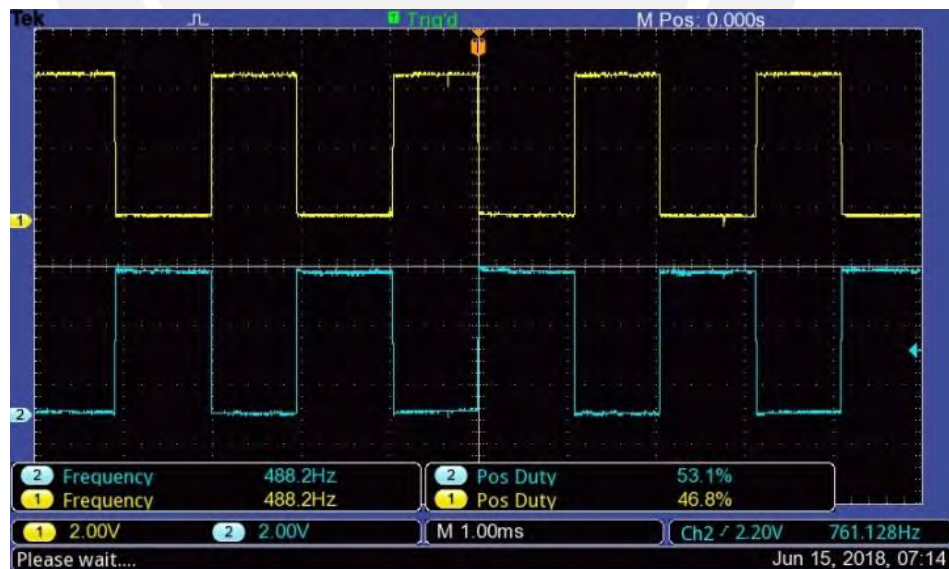 Tek Trig'd M Pos: 0.000s
T
1
2
2 Frequency 488.2Hz 2 Pos Duty 53.1%
1 Frequency 488.2Hz 1 Pos Duty 46.8%
1 2.00V 2 2.00V M 1.00ms Ch2 2.20V 761.128Hz
Please wait.... Jun 15, 2018, 07:14